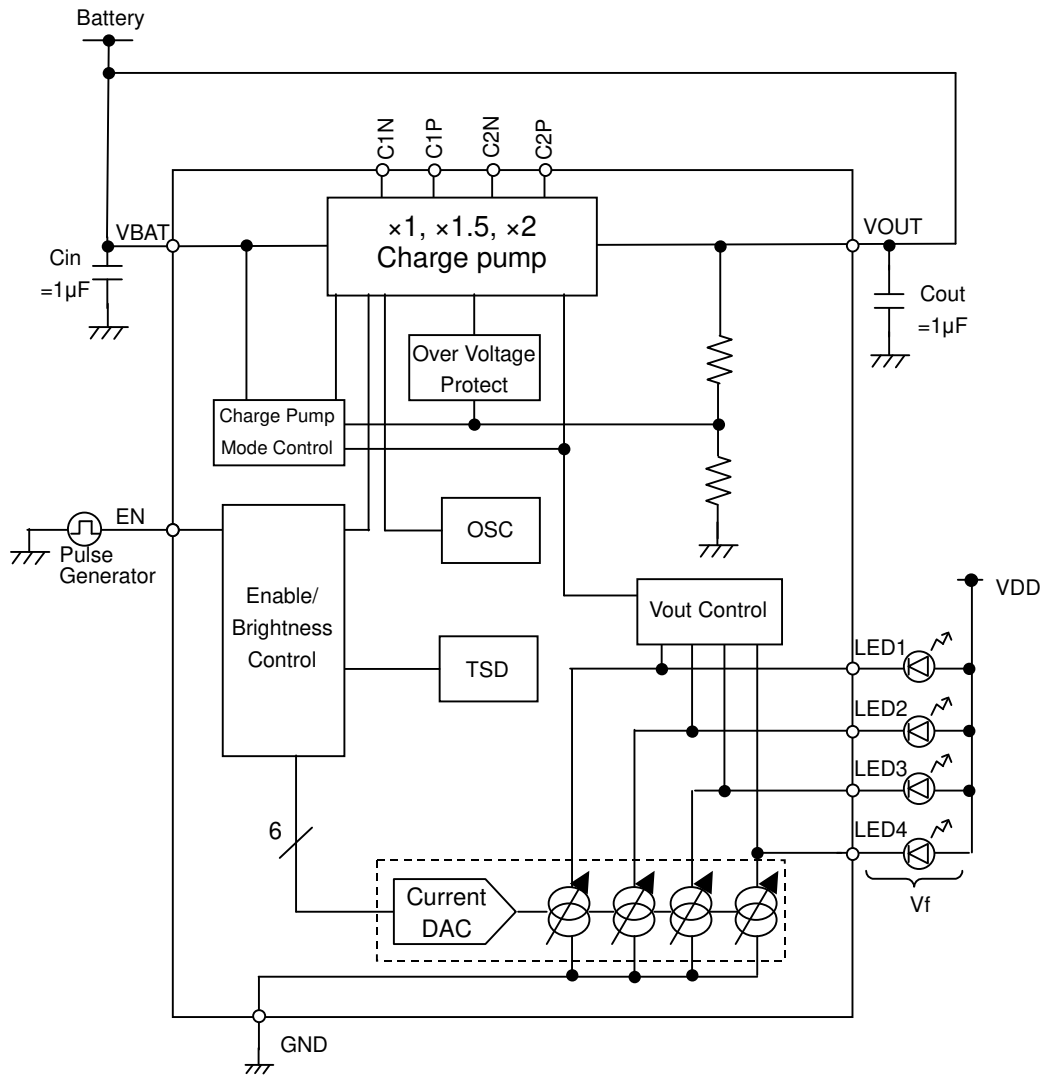 Battery
C1N
C1P
C2N
C2P
VBAT
×1, ×1.5, ×2
Charge pump
VOUT
Cin
=1μF
Cout
=1μF
Over Voltage
Protect
Charge Pump
Mode Control
EN
Pulse
Generator
OSC
Enable/
Brightness
Control
Vout Control
VDD
TSD
LED1
LED2
LED3
LED4
6
Current
DAC
Vf
GND